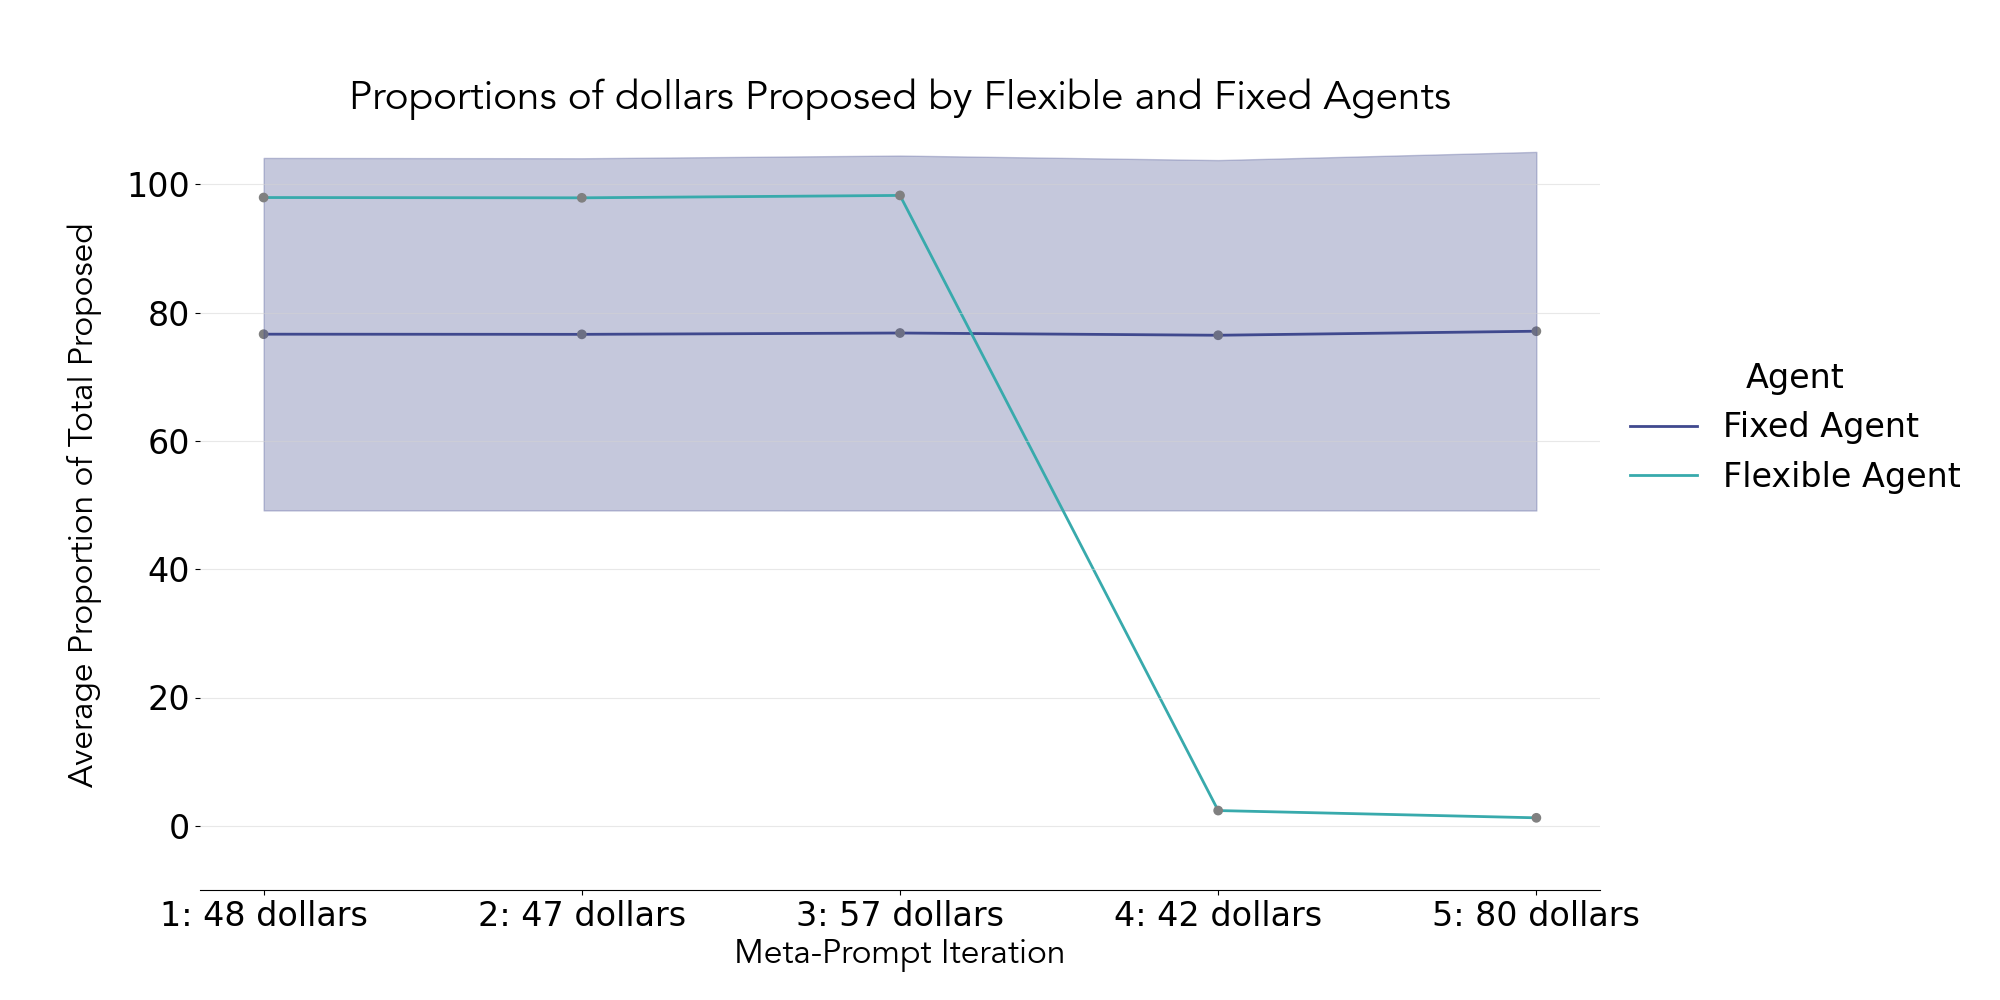 Proportions of dollars Proposed by Flexible and Fixed Agents
Average Proportion of Total Proposed
100
80
60
40
20
0
1: 48 dollars
2: 47 dollars
3: 57 dollars
4: 42 dollars
5: 80 dollars
Meta-Prompt Iteration
Agent
Fixed Agent
Flexible Agent